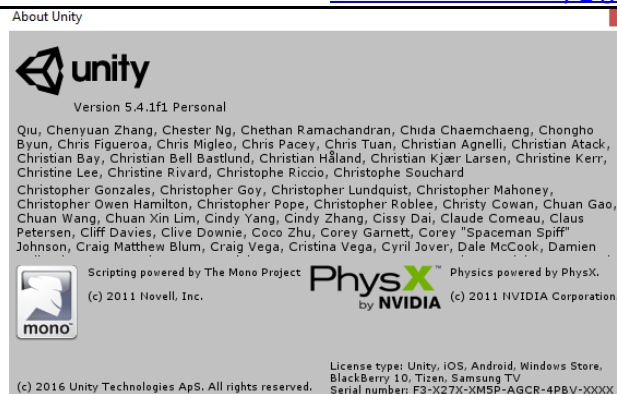 About Unity
unity
Version 5.4.1f1 Personal
Qiu, Chenyuan Zhang, Chester Ng, Chethan Ramachandran, Chida Chaemchaeng, Chongho
Byun, Chris Figueroa, Chris Migleo, Chris Pacey, Chris Tuan, Christian Agnelli, Christian Atack,
Christian Bay, Christian Bell Bastlund, Christian Håland, Christian Kjær Larsen, Christine Kerr,
Christine Lee, Christine Rivard, Christophe Riccio, Christophe Souchard
Christopher Gonzales, Christopher Goy, Christopher Lundquist, Christopher Mahoney,
Christopher Owen Hamilton, Christopher Pope, Christopher Roblee, Christy Cowan, Chuan Gao,
Chuan Wang, Chuan Xin Lim, Cindy Yang, Cindy Zhang, Cissy Dai, Claude Comeau, Claus
Petersen, Cliff Davies, Clive Downie, Coco Zhu, Corey Garnett, Corey "Spaceman Spiff"
Johnson, Craig Matthew Blum, Craig Vega, Cristina Vega, Cyril Jover, Dale McCook, Damien
mono
Scripting powered by The Mono Project
(c) 2011 Novell, Inc.
PhysX
by NVIDIA
Physics powered by PhysX.
(c) 2011 NVIDIA Corporation.
(c) 2016 Unity Technologies ApS. All rights reserved.
License type: Unity, iOS, Android, Windows Store,
BlackBerry 10, Tizen, Samsung TV
Serial number: F3-X27X-XM5P-AGCR-4PBV-XXXX